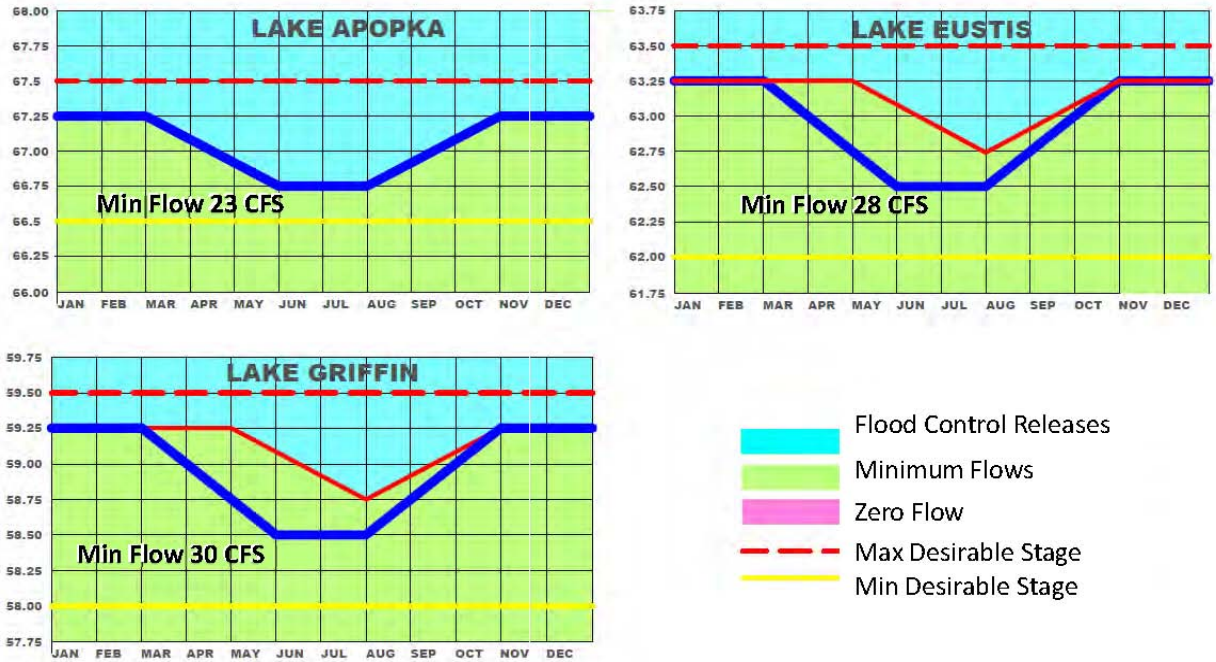 LAKE APOPKA
68.00
67.75
67.5
67.25
67.00
66.75
66.5
66.25
66.00
Min Flow 23 CFS
JAN FEB MAR APR MAY JUN JUL AUG SEP OCT NOV DEC
LAKE EUSTIS
63.75
63.50
63.25
63.00
62.75
62.50
62.25
62.00
61.75
Min Flow 28 CFS
JAN FEB MAR APR MAY JUN JUL AUG SEP OCT NOV DEC
LAKE GRIFFIN
59.75
59.50
59.25
59.00
58.75
58.50
58.25
58.00
57.75
Min Flow 30 CFS
JAN FEB MAR APR MAY JUN JUL AUG SEP OCT NOV DEC
Flood Control Releases
Minimum Flows
Zero Flow
Max Desirable Stage
Min Desirable Stage